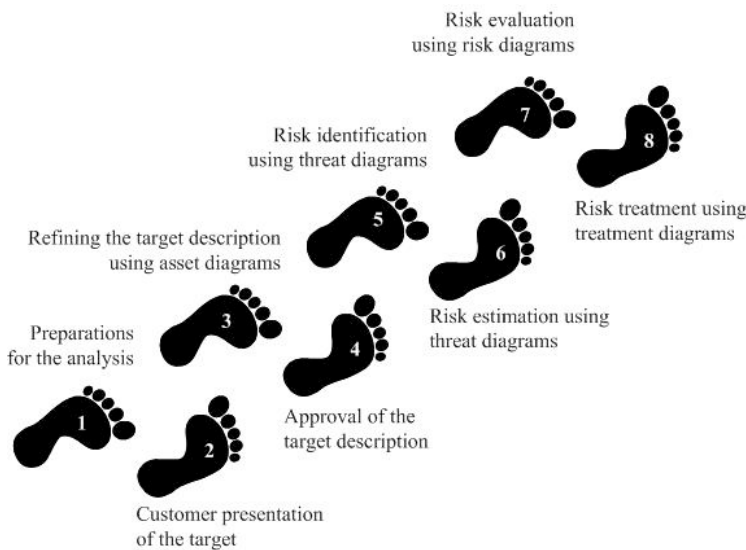 Preparations
for the analysis
1
Customer presentation
of the target
2
Refining the target description
using asset diagrams
3
Approval of the
target description
4
Risk identification
using threat diagrams
5
Risk estimation using
threat diagrams
6
Risk evaluation
using risk diagrams
7
Risk treatment using
treatment diagrams
8